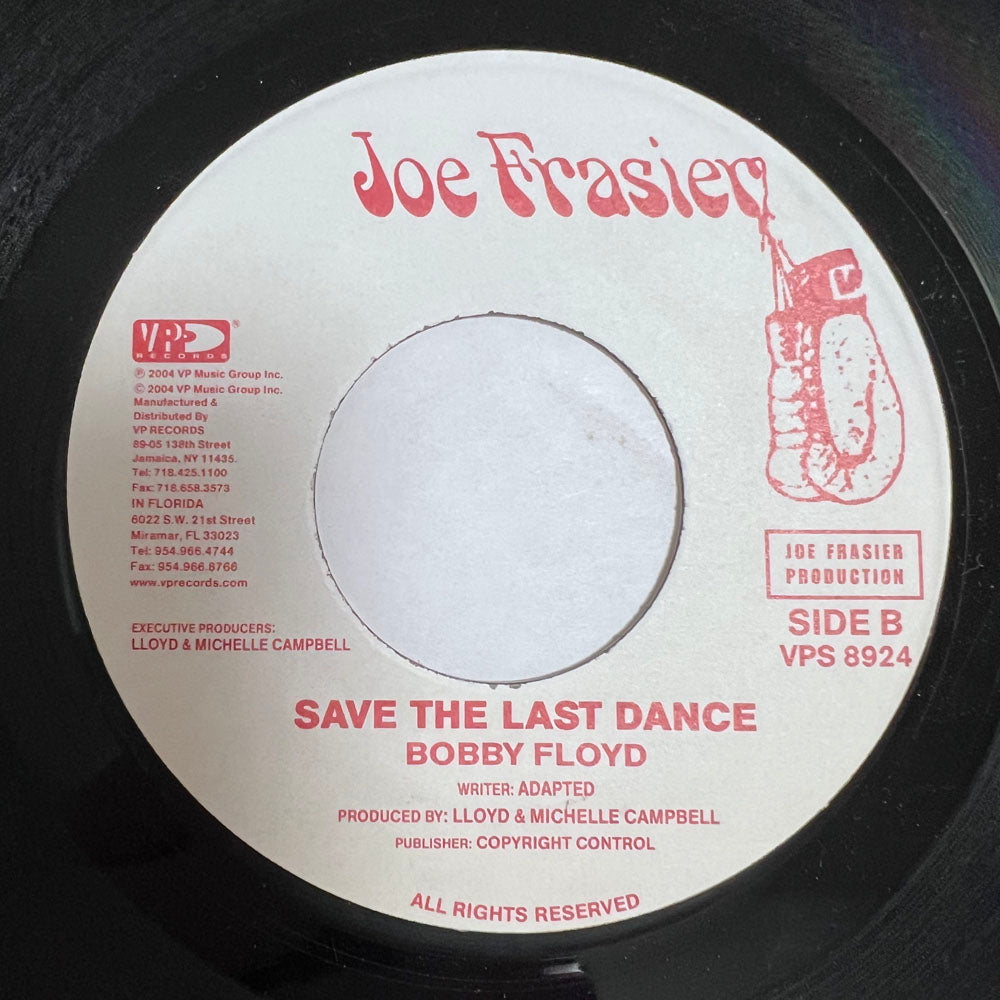 Joe Frasier
VP
RECORDS
®
℗ 2004 VP Music Group Inc.
© 2004 VP Music Group Inc.
Manufactured &
Distributed By
VP RECORDS
89-05 138th Street
Jamaica, NY 11435.
Tel: 718.425.1100
Fax: 718.658.3573
IN FLORIDA
6022 S.W. 21st Street
Miramar, FL 33023
Tel: 954.966.4744
Fax: 954.966.8766
www.vprecords.com
EXECUTIVE PRODUCERS:
LLOYD & MICHELLE CAMPBELL
JOE FRASIER
PRODUCTION
SIDE B
VPS 8924
SAVE THE LAST DANCE
BOBBY FLOYD
WRITER: ADAPTED
PRODUCED BY: LLOYD & MICHELLE CAMPBELL
PUBLISHER: COPYRIGHT CONTROL
ALL RIGHTS RESERVED